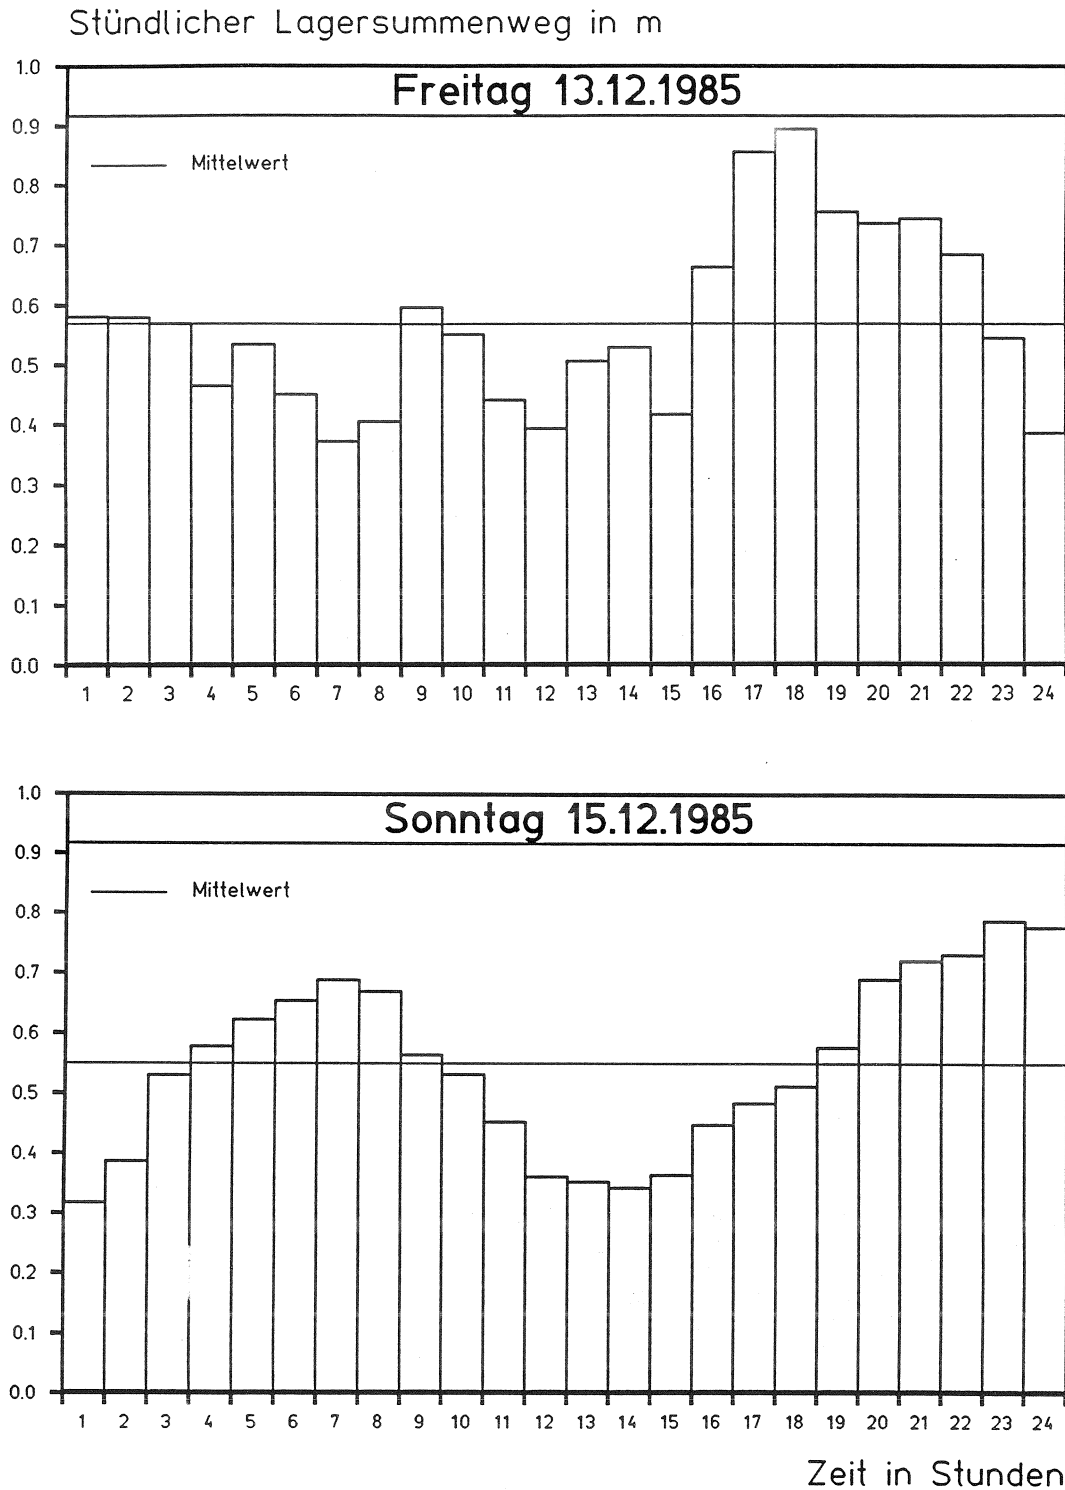 Stündlicher Lagersummenweg in m
1.0
Freitag 13.12.1985
0.9
Mittelwert
0.8
0.7
0.6
0.5
0.4
0.3
0.2
0.1
0.0
1 2 3 4 5 6 7 8 9 10 11 12 13 14 15 16 17 18 19 20 21 22 23 24
1.0
Sonntag 15.12.1985
0.9
Mittelwert
0.8
0.7
0.6
0.5
0.4
0.3
0.2
0.1
0.0
1 2 3 4 5 6 7 8 9 10 11 12 13 14 15 16 17 18 19 20 21 22 23 24
Zeit in Stunden